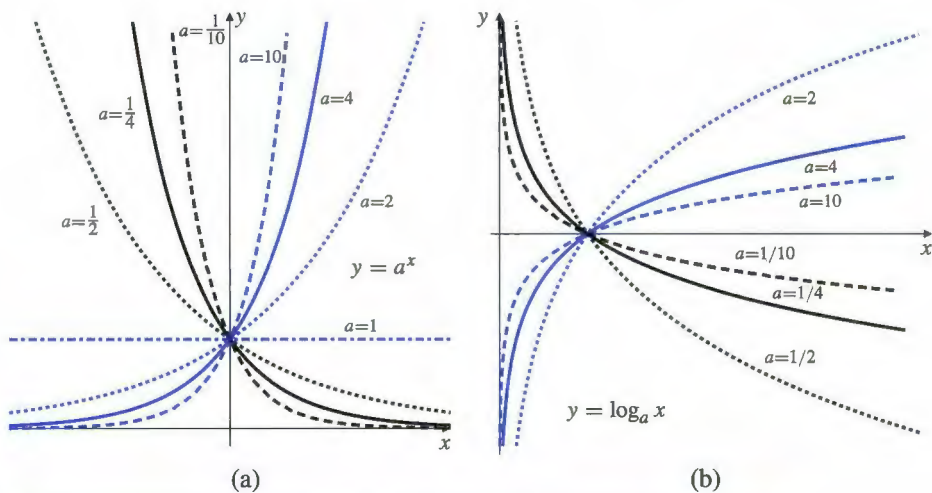 a=1/10
y
a=10
a=4
a=1/4
a=2
a=1/2
y = a^x
a=1
x
(a)
y
a=2
a=4
a=10
x
a=1/10
a=1/4
a=1/2
y = log_a x
(b)